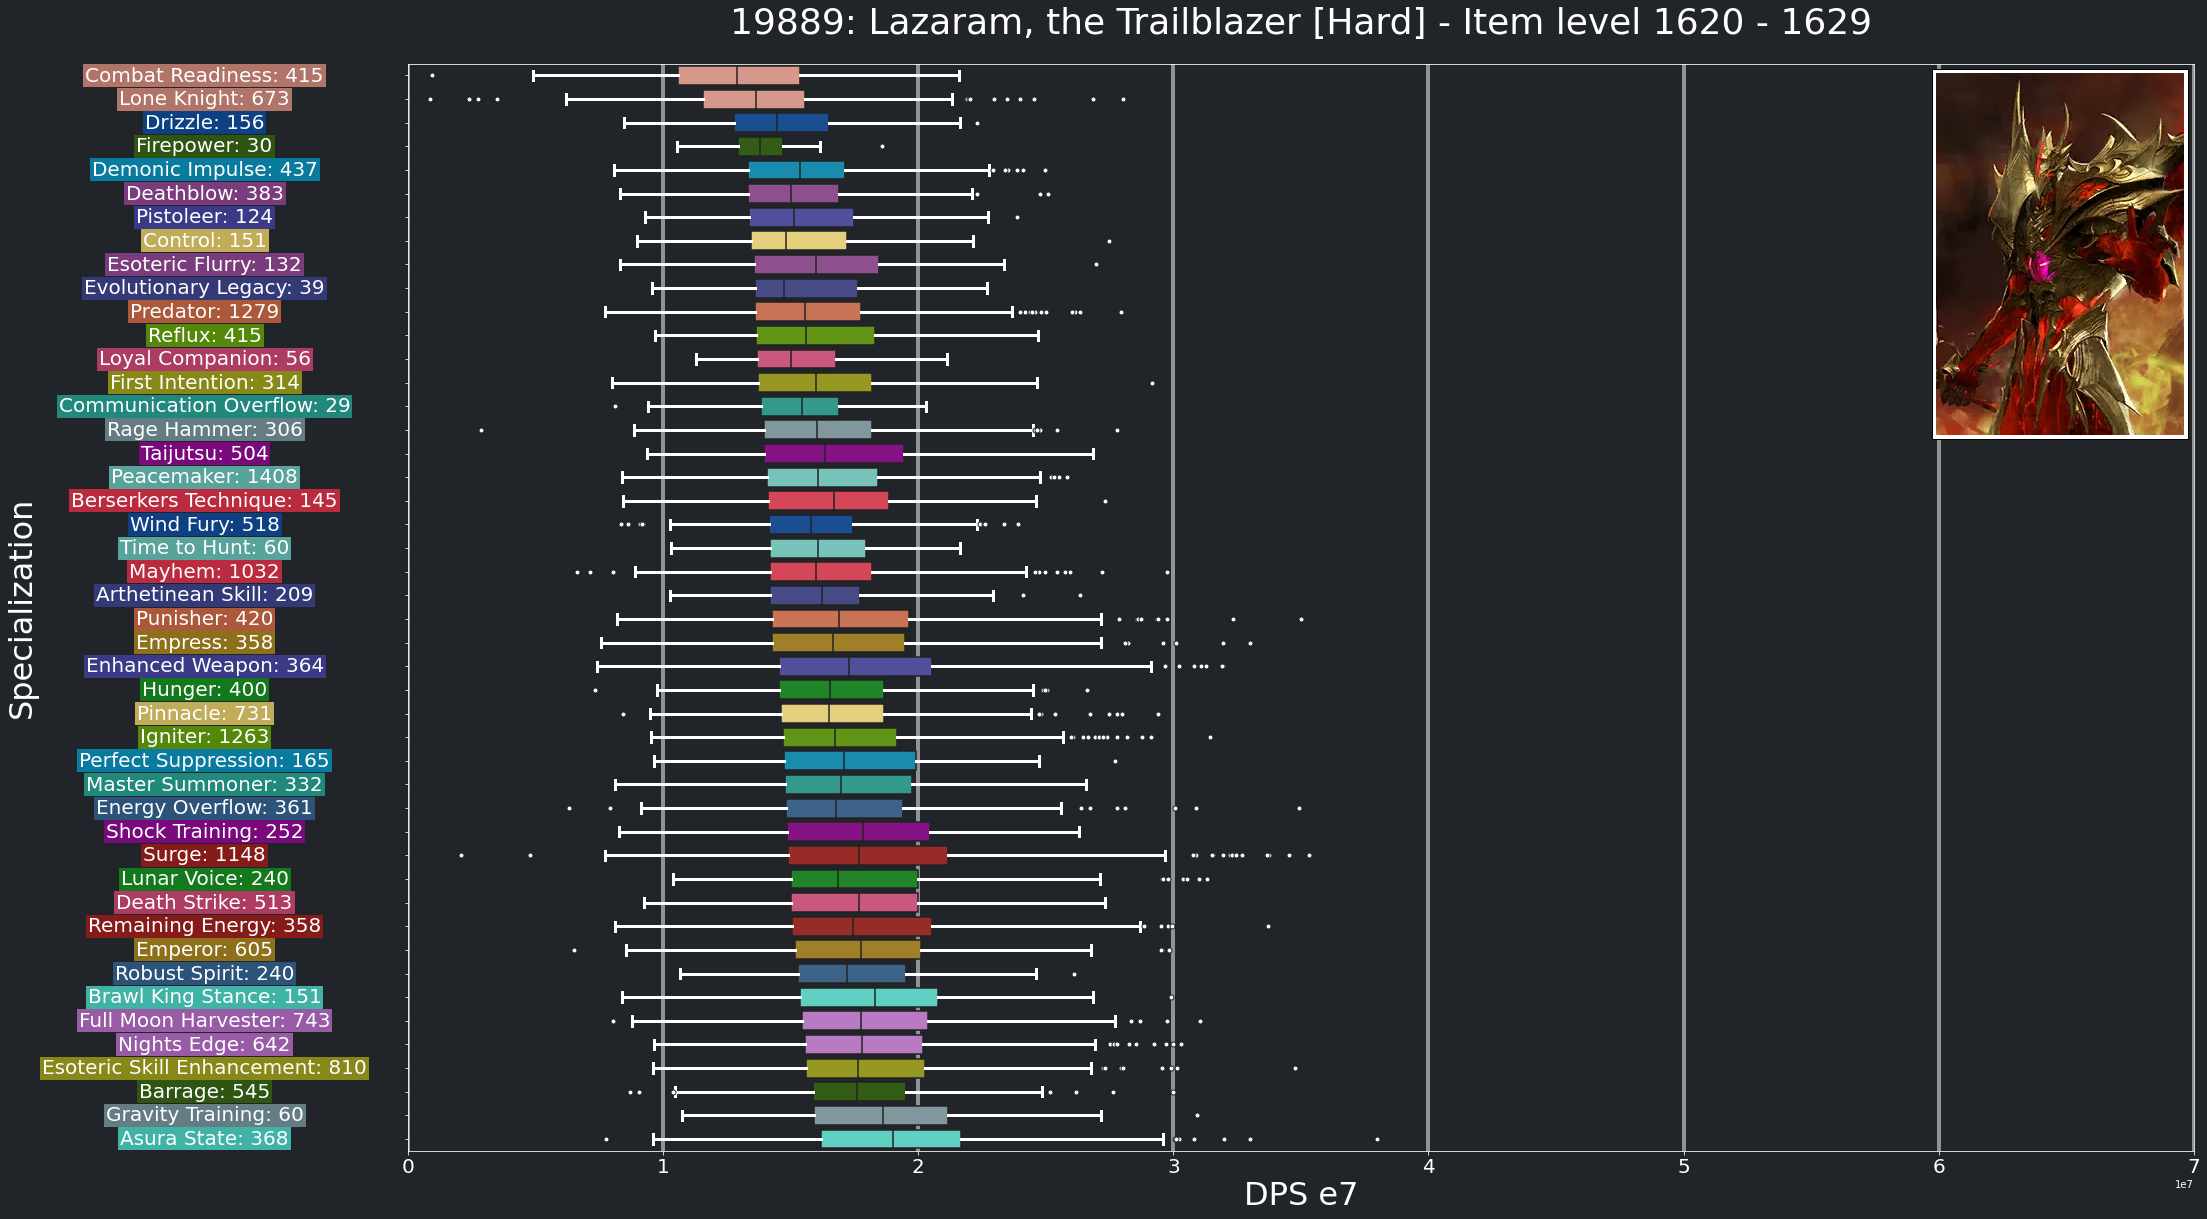 19889: Lazaram, the Trailblazer [Hard] - Item level 1620 - 1629
Specialization
Combat Readiness: 415
Lone Knight: 673
Drizzle: 156
Firepower: 30
Demonic Impulse: 437
Deathblow: 383
Pistoleer: 124
Control: 151
Esoteric Flurry: 132
Evolutionary Legacy: 39
Predator: 1279
Reflux: 415
Loyal Companion: 56
First Intention: 314
Communication Overflow: 29
Rage Hammer: 306
Taijutsu: 504
Peacemaker: 1408
Berserkers Technique: 145
Wind Fury: 518
Time to Hunt: 60
Mayhem: 1032
Arthetinean Skill: 209
Punisher: 420
Empress: 358
Enhanced Weapon: 364
Hunger: 400
Pinnacle: 731
Igniter: 1263
Perfect Suppression: 165
Master Summoner: 332
Energy Overflow: 361
Shock Training: 252
Surge: 1148
Lunar Voice: 240
Death Strike: 513
Remaining Energy: 358
Emperor: 605
Robust Spirit: 240
Brawl King Stance: 151
Full Moon Harvester: 743
Nights Edge: 642
Esoteric Skill Enhancement: 810
Barrage: 545
Gravity Training: 60
Asura State: 368
0 1 2 3 4 5 6 7
1e7
DPS e7